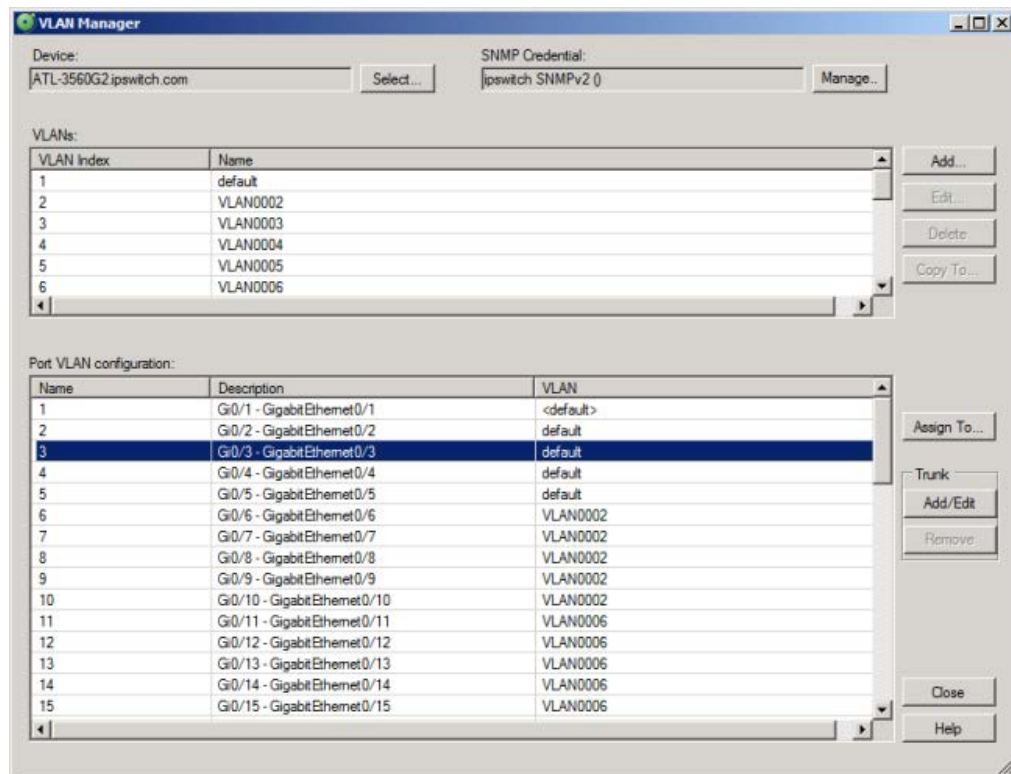 VLAN Manager
Device:
SNMP Credential:
ATL-3560G2.ipswitch.com
Select...
ipswitch SNMPv2 ()
Manage..
VLANs:
VLAN Index Name
1 default
2 VLAN0002
3 VLAN0003
4 VLAN0004
5 VLAN0005
6 VLAN0006
Add...
Edit...
Delete
Copy To...
Port VLAN configuration:
Name Description VLAN
1 Gi0/1 - GigabitEthernet0/1 <default>
2 Gi0/2 - GigabitEthernet0/2 default
3 Gi0/3 - GigabitEthernet0/3 default
4 Gi0/4 - GigabitEthernet0/4 default
5 Gi0/5 - GigabitEthernet0/5 default
6 Gi0/6 - GigabitEthernet0/6 VLAN0002
7 Gi0/7 - GigabitEthernet0/7 VLAN0002
8 Gi0/8 - GigabitEthernet0/8 VLAN0002
9 Gi0/9 - GigabitEthernet0/9 VLAN0002
10 Gi0/10 - GigabitEthernet0/10 VLAN0002
11 Gi0/11 - GigabitEthernet0/11 VLAN0006
12 Gi0/12 - GigabitEthernet0/12 VLAN0006
13 Gi0/13 - GigabitEthernet0/13 VLAN0006
14 Gi0/14 - GigabitEthernet0/14 VLAN0006
15 Gi0/15 - GigabitEthernet0/15 VLAN0006
Assign To...
Trunk
Add/Edit
Remove
Close
Help